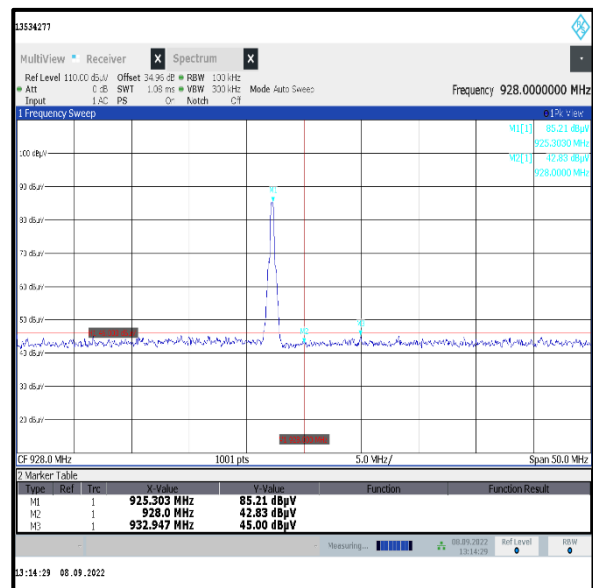 13534277
MultiView Receiver X Spectrum X
Ref Level 110.00 dBµV Offset 34.96 dB RBW 100 kHz
Att 0 dB SWT 1.08 ms VBW 300 kHz Mode Auto Sweep Frequency 928.0000000 MHz
Input 1 AC PS On Notch Off
1 Frequency Sweep 1Pk View
M1[1] 85.21 dBµV
925.3030 MHz
M2[1] 42.83 dBµV
928.0000 MHz
100 dBµV
90 dBµV
M1
80 dBµV
70 dBµV
60 dBµV
50 dBµV
M2
40 dBµV
30 dBµV
20 dBµV
CF 928.0 MHz 1001 pts 5.0 MHz/ Span 50.0 MHz
2 Marker Table
Type Ref Trc X-Value Y-Value Function Function Result
M1 1 925.303 MHz 85.21 dBµV
M2 1 928.0 MHz 42.83 dBµV
M3 1 932.947 MHz 45.00 dBµV
Measuring... 08.09.2022 Ref Level RBW
13:14:29
13:14:29 08.09.2022